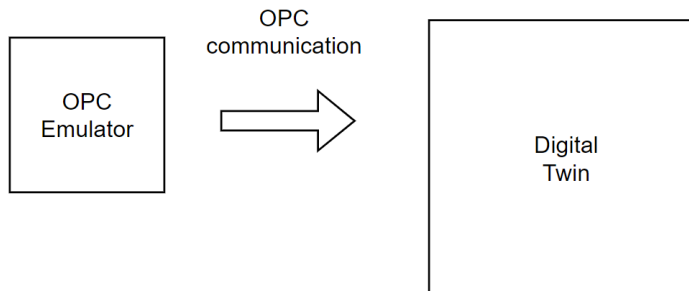 OPC
Emulator
OPC
communication
Digital
Twin